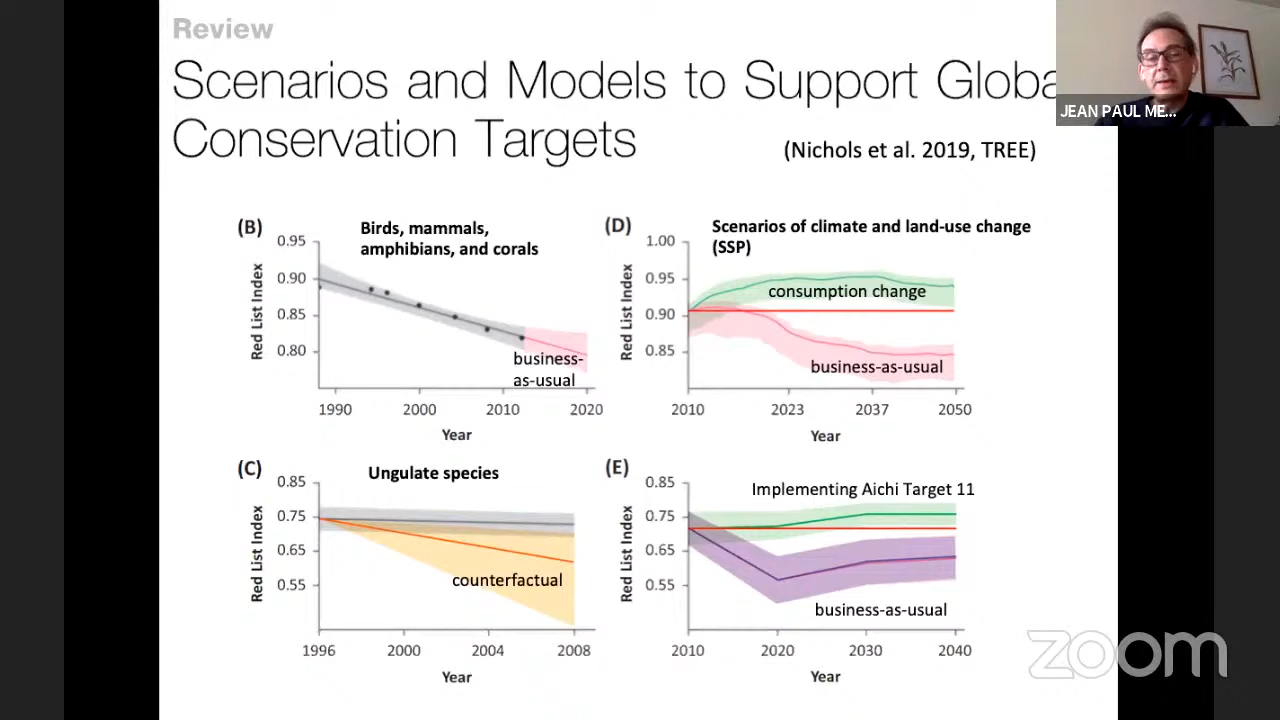 Review
Scenarios and Models to Support Globa
Conservation Targets
(Nichols et al. 2019, TREE)
JEAN PAUL ME...
(B)
Birds, mammals,
amphibians, and corals
Red List Index
0.95
0.90
0.85
0.80
business-
as-usual
1990
2000
2010
2020
Year
(D)
Scenarios of climate and land-use change
(SSP)
Red List Index
1.00
0.95
0.90
0.85
consumption change
business-as-usual
2010
2023
2037
2050
Year
(C)
Ungulate species
Red List Index
0.85
0.75
0.65
0.55
counterfactual
1996
2000
2004
2008
Year
(E)
Implementing Aichi Target 11
Red List Index
0.85
0.75
0.65
0.55
business-as-usual
2010
2020
2030
2040
Year
zoom